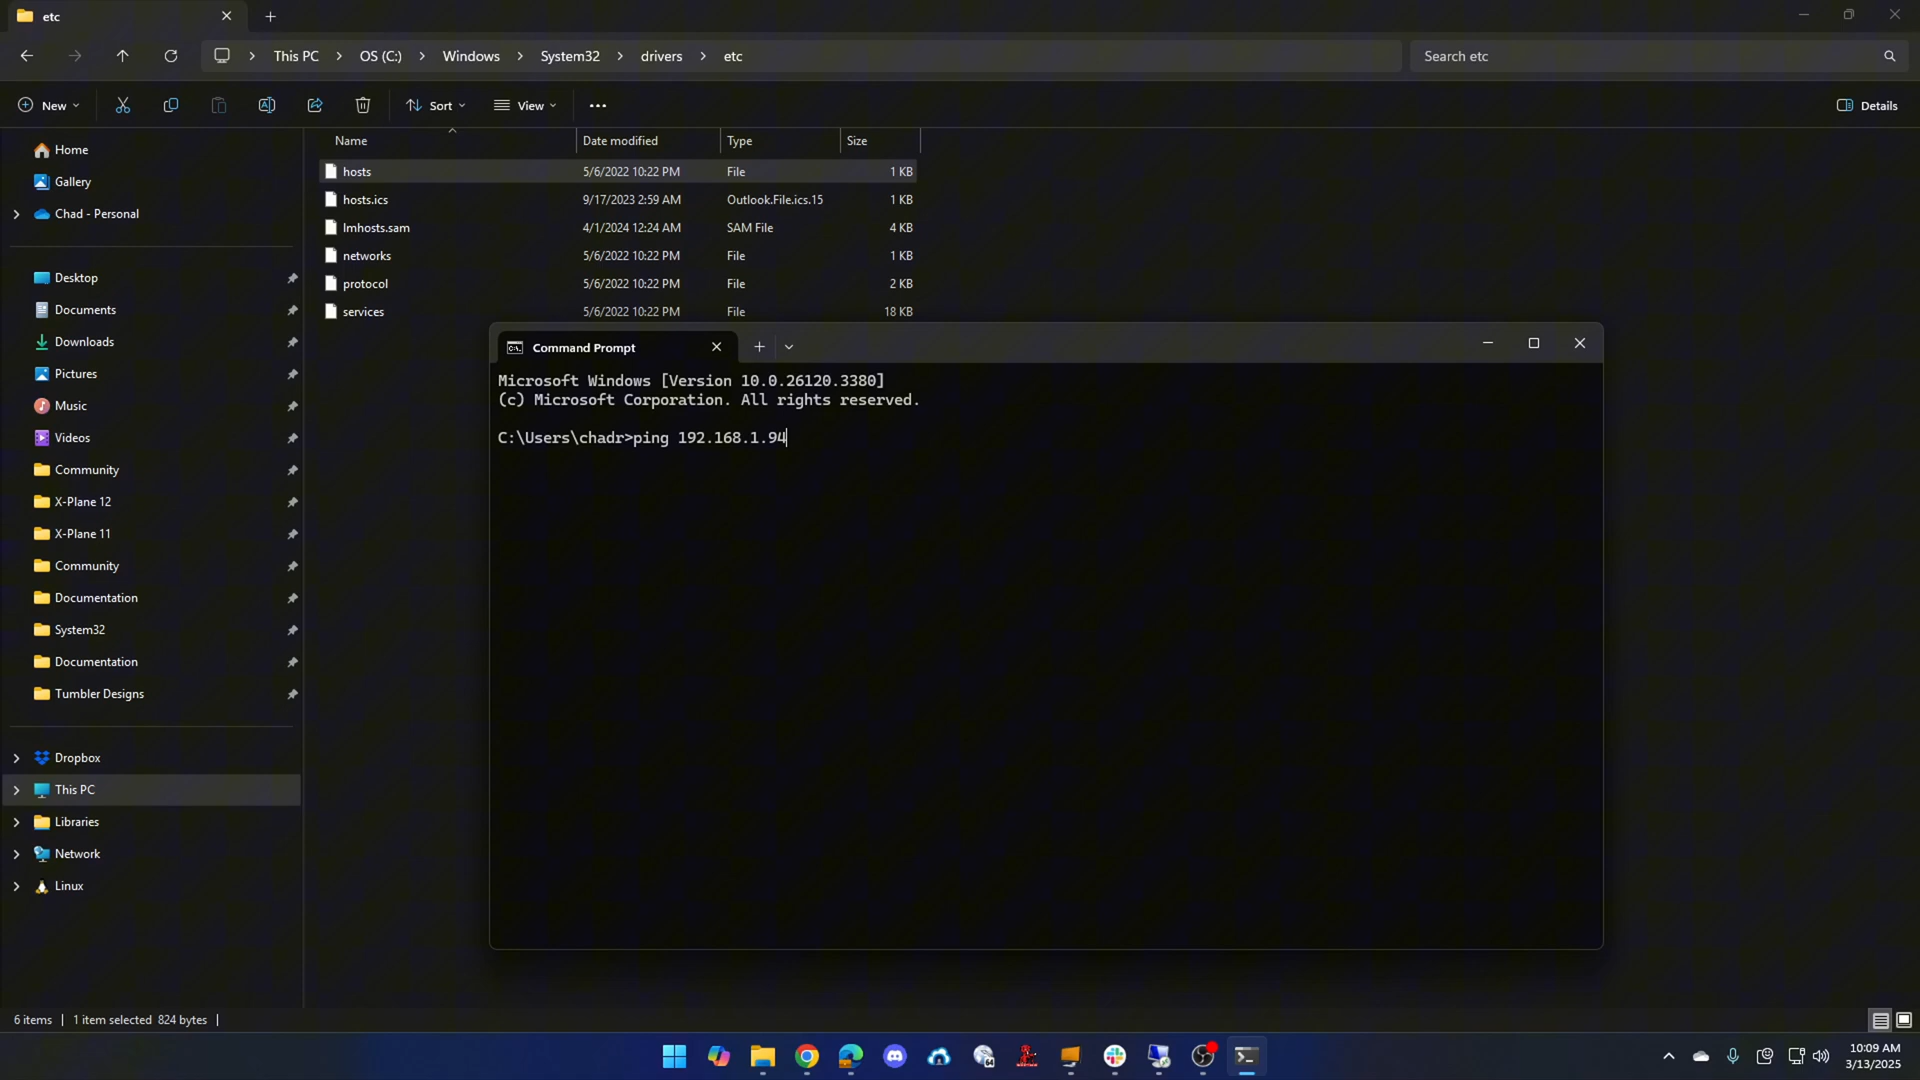 etc
This PC > OS (C:) > Windows > System32 > drivers > etc
Search etc
New
Sort
View
Details
Name Date modified Type Size
hosts 5/6/2022 10:22 PM File 1 KB
hosts.ics 9/17/2023 2:59 AM Outlook.File.ics.15 1 KB
lmhosts.sam 4/1/2024 12:24 AM SAM File 4 KB
networks 5/6/2022 10:22 PM File 1 KB
protocol 5/6/2022 10:22 PM File 2 KB
services 5/6/2022 10:22 PM File 18 KB
Home
Gallery
Chad - Personal
Desktop
Documents
Downloads
Pictures
Music
Videos
Community
X-Plane 12
X-Plane 11
Community
Documentation
System32
Documentation
Tumbler Designs
Dropbox
This PC
Libraries
Network
Linux
Command Prompt
Microsoft Windows [Version 10.0.26120.3380]
(c) Microsoft Corporation. All rights reserved.
C:\Users\chadr>ping 192.168.1.94
6 items | 1 item selected 824 bytes |
10:09 AM
3/13/2025